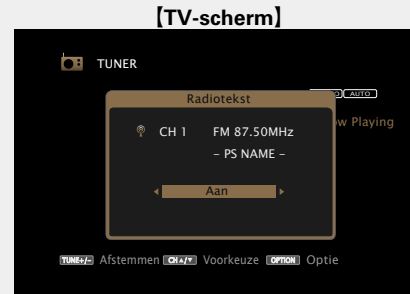 【TV-scherm】
TUNER
AUTO
Radiotekst
w Playing
CH 1 FM 87.50MHz
– PS NAME –
Aan
TUNE+/– Afstemmen CH▲/▼ Voorkeuze OPTION Optie